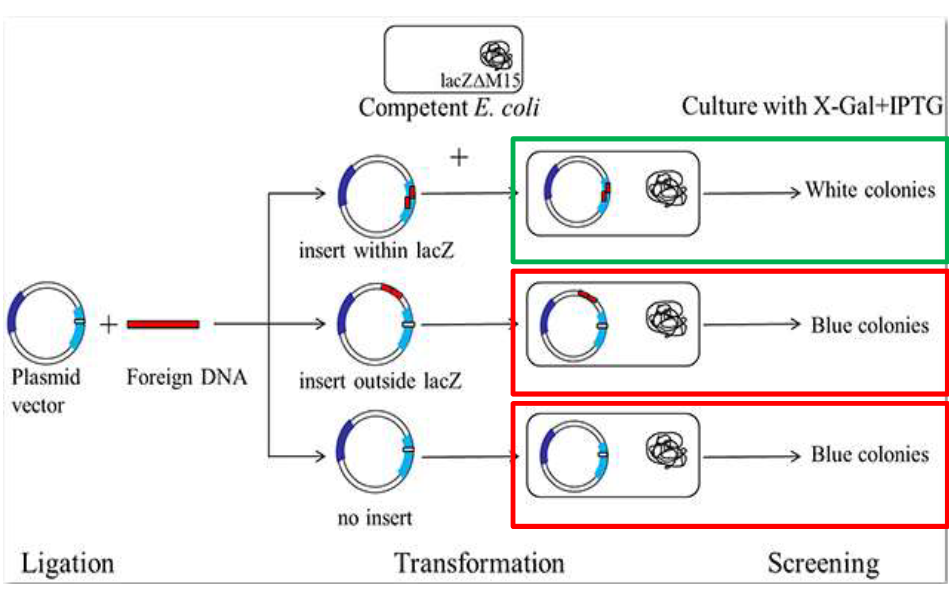 lacZΔM15
Competent E. coli
Culture with X-Gal+IPTG
+
White colonies
insert within lacZ
+
Plasmid
vector
Foreign DNA
Blue colonies
insert outside lacZ
Blue colonies
no insert
Ligation
Transformation
Screening